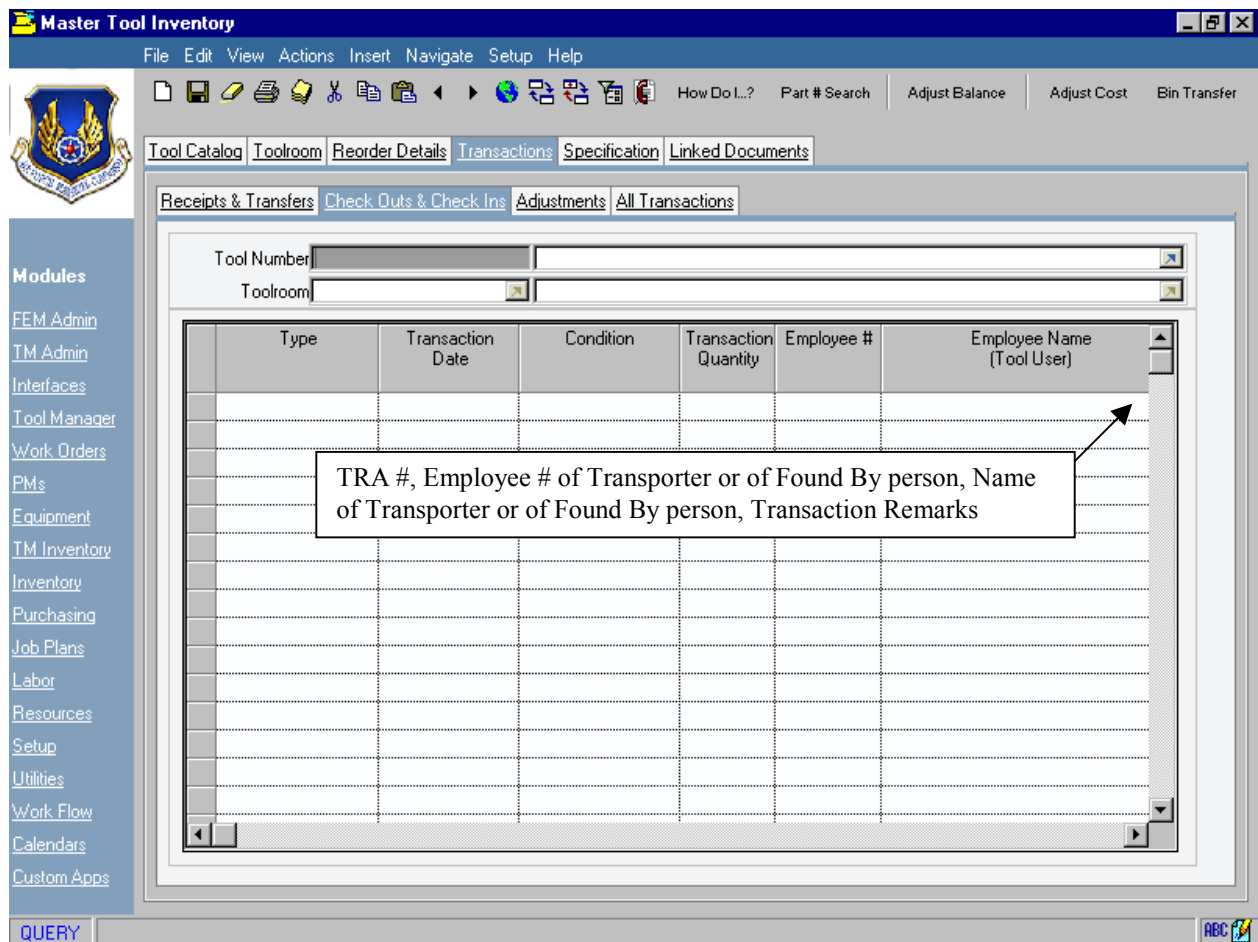 Master Tool Inventory
File Edit View Actions Insert Navigate Setup Help
How Do I...? Part # Search Adjust Balance Adjust Cost Bin Transfer
Tool Catalog Toolroom Reorder Details Transactions Specification Linked Documents
Receipts & Transfers Check Outs & Check Ins Adjustments All Transactions
Tool Number
Toolroom
Modules
FEM Admin
TM Admin
Interfaces
Tool Manager
Work Orders
PMs
Equipment
TM Inventory
Inventory
Purchasing
Job Plans
Labor
Resources
Setup
Utilities
Work Flow
Calendars
Custom Apps
Type Transaction Condition Transaction Employee # Employee Name
Date Quantity (Tool User)
TRA #, Employee # of Transporter or of Found By person, Name
of Transporter or of Found By person, Transaction Remarks
QUERY ABC